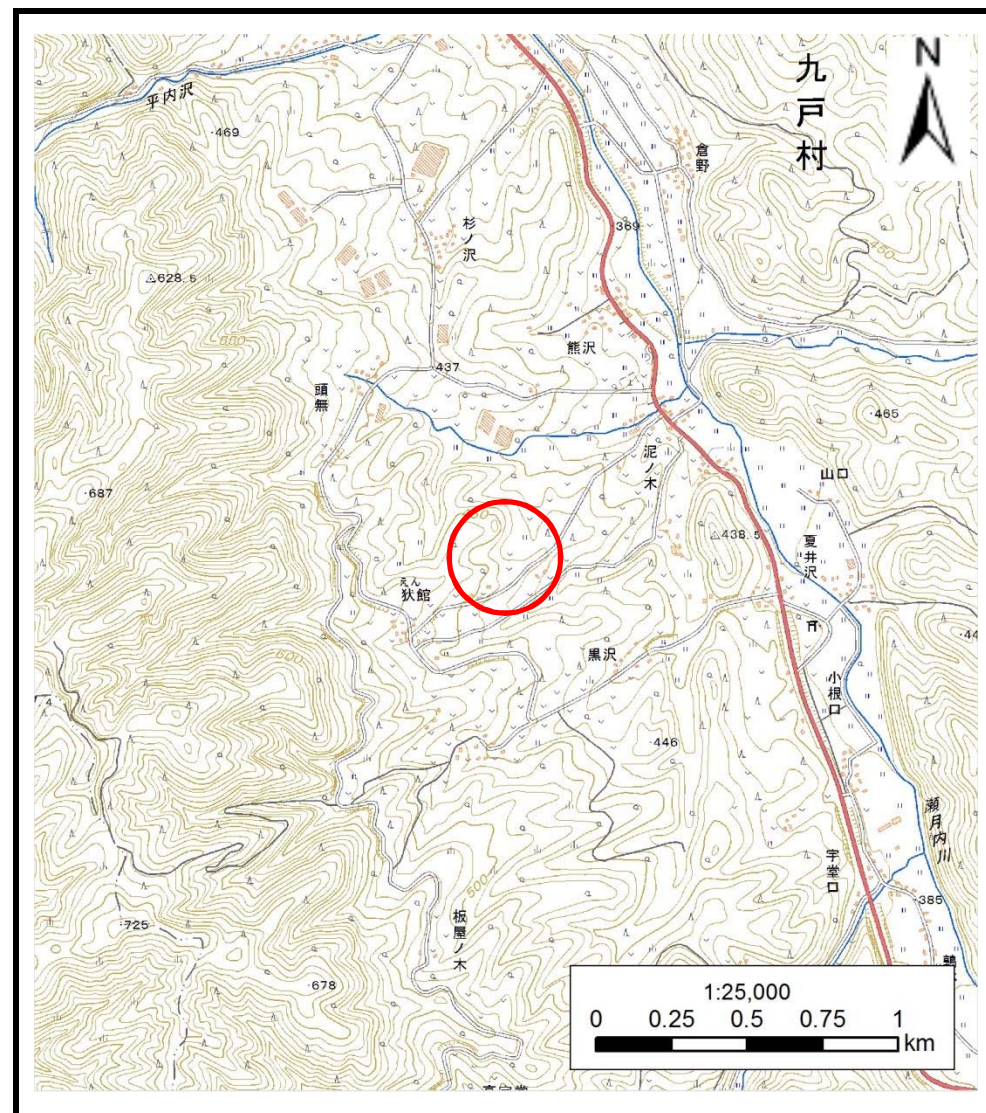 N
九戸村
平内沢
・469
倉野
杉ノ沢
369
450
△628.5
550
熊沢
437
頭無
・465
泥ノ木
山口
・687
△438.5
夏井沢
えん
狄館
黒沢
600
小根口
・446
瀬月内川
宇堂口
500
・385
板屋ノ木
・725
・678
1:25,000
0 0.25 0.5 0.75 1
km